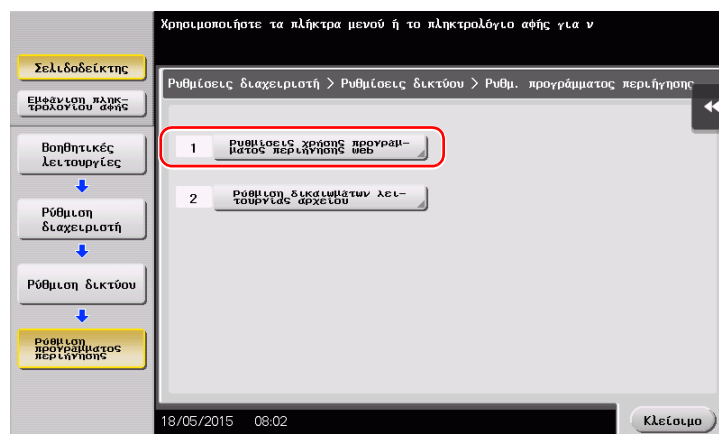 Χρησιμοποιήστε τα πλήκτρα μενού ή το πληκτρολόγιο αφής για ν
Σελιδοδείκτης
Εμφάνιση πληκ-
τρολογίου αφής
Βοηθητικές
λειτουργίες
Ρύθμιση
διαχειριστή
Ρύθμιση δικτύου
Ρύθμιση
προγράμματος
περιήγησης
Ρυθμίσεις διαχειριστή > Ρυθμίσεις δικτύου > Ρυθμ. προγράμματος περιήγησης
1 Ρυθμίσεις χρήσης προγράμ-
ματος περιήγησης web
2 Ρύθμιση δικαιωμάτων λει-
τουργίας αρχείου
18/05/2015 08:02
Κλείσιμο